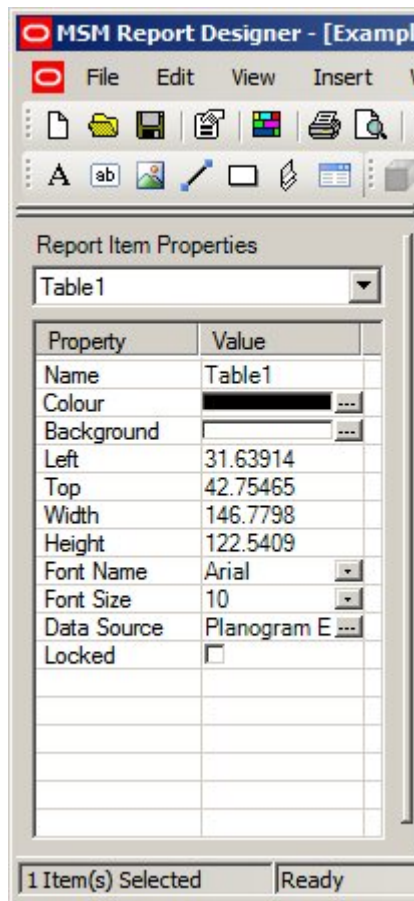 MSM Report Designer - [Exampl
File Edit View Insert
A ab
Report Item Properties
Table1
Property Value
Name Table1
Colour ...
Background ...
Left 31.63914
Top 42.75465
Width 146.7798
Height 122.5409
Font Name Arial
Font Size 10
Data Source Planogram E ...
Locked
1 Item(s) Selected Ready